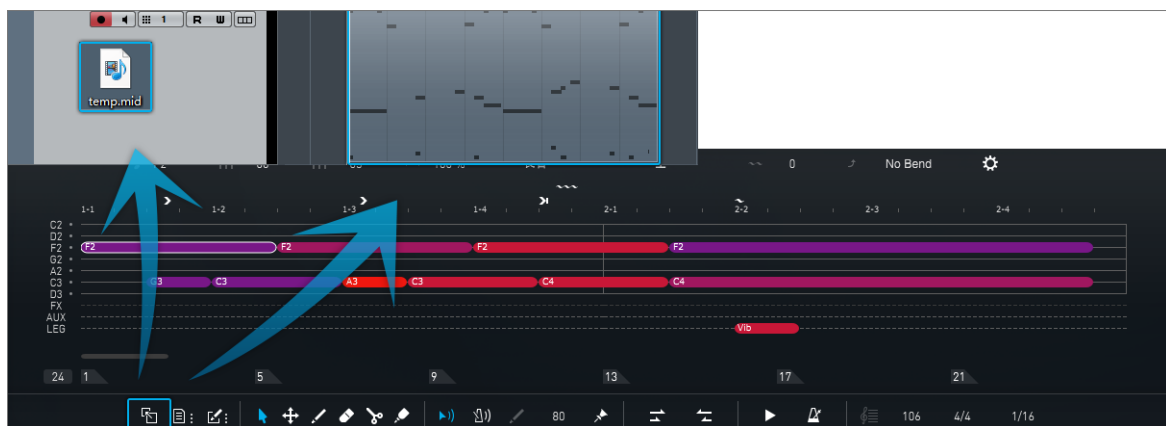 1 R W
temp.mid
0 No Bend
1-1 1-2 1-3 1-4 2-1 2-2 2-3 2-4
C2
D2
F2 F2 F2 F2 F2
G2
A2
C3 G3 C3 A3 C3 C4 C4
D3
FX
AUX
LEG Vib
24 1 5 9 13 17 21
80 106 4/4 1/16